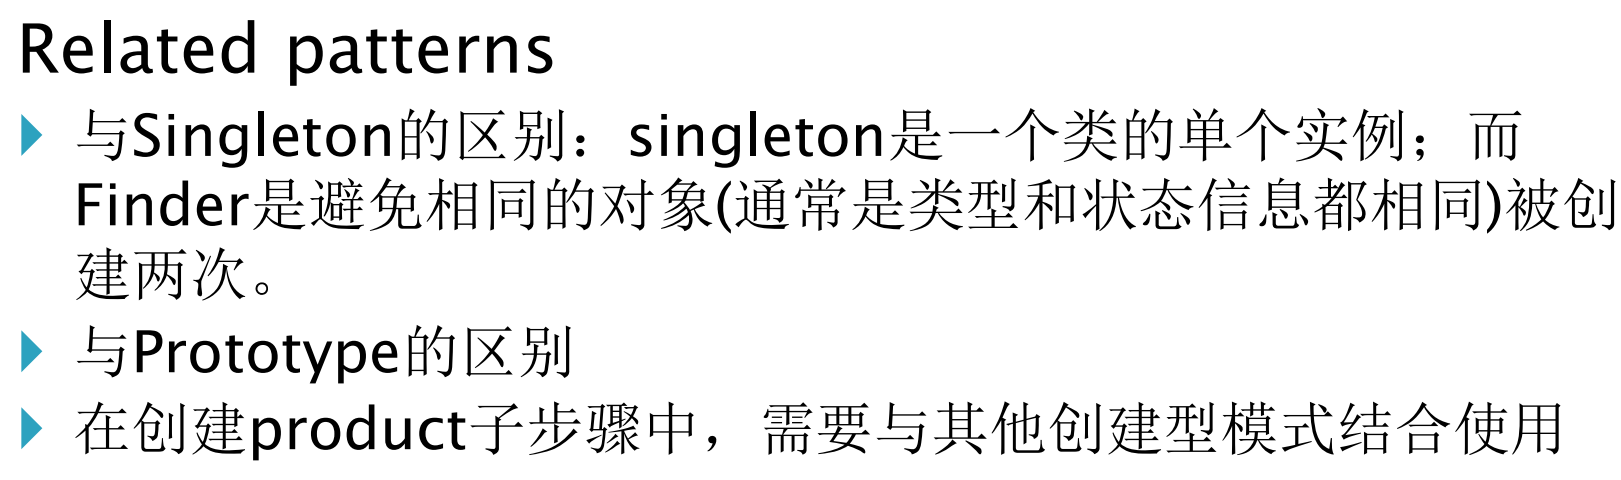 Related patterns
与Singleton的区别：singleton是一个类的单个实例；而
Finder是避免相同的对象(通常是类型和状态信息都相同)被创
建两次。
与Prototype的区别
在创建product子步骤中，需要与其他创建型模式结合使用